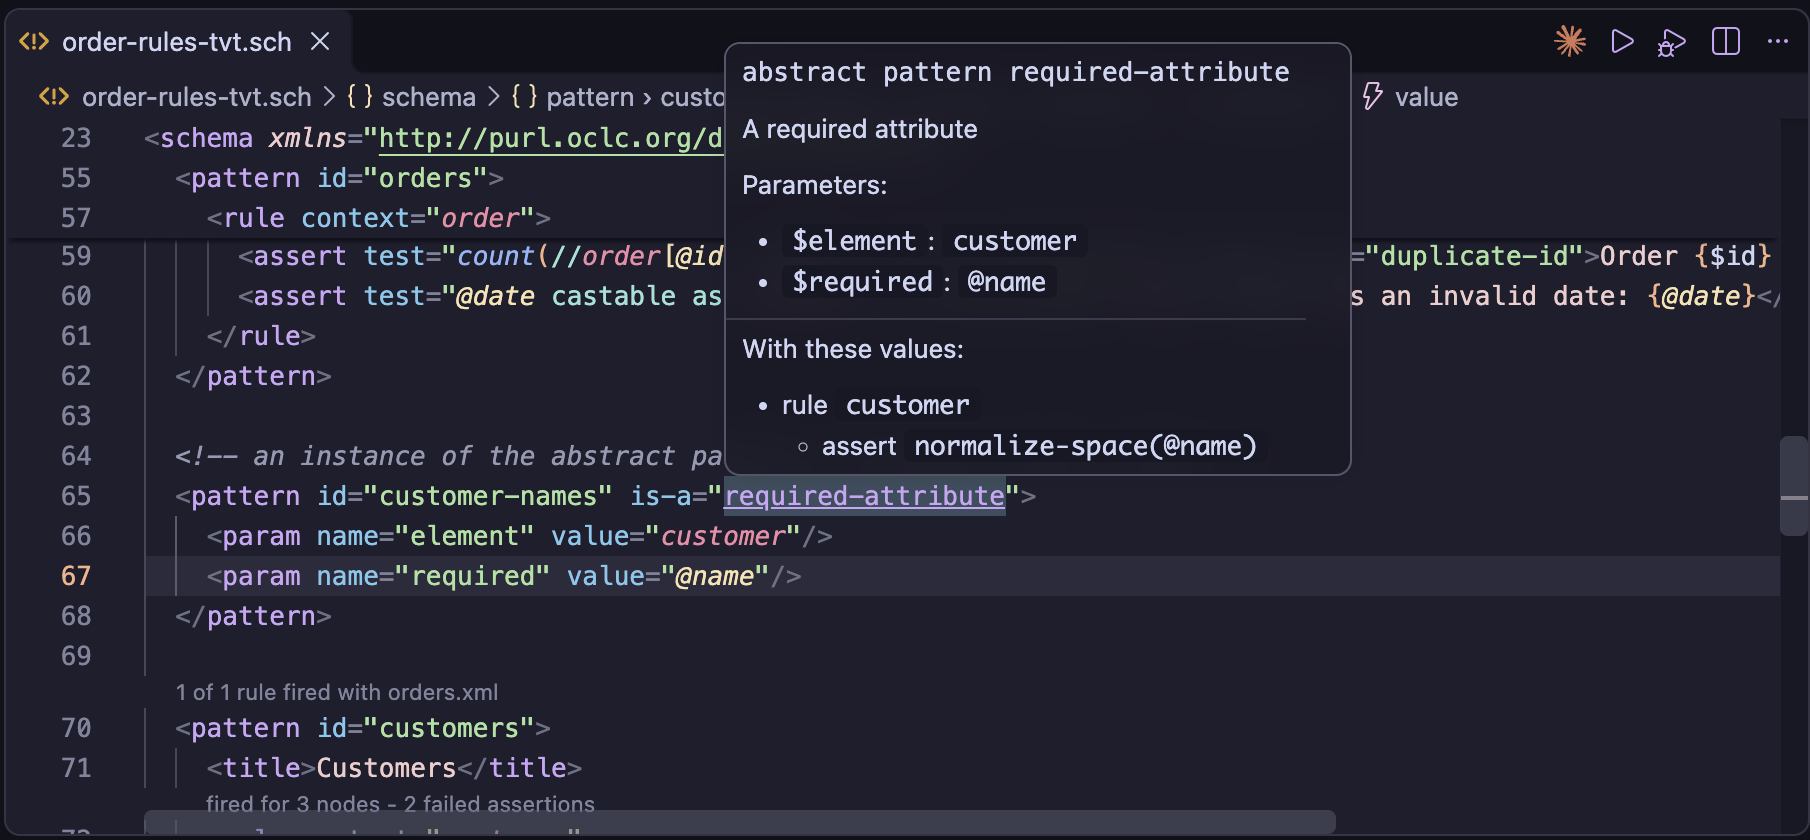 order-rules-tvt.sch
order-rules-tvt.sch > {} schema > {} pattern › custo
value
23 <schema xmlns="http://purl.oclc.org/d
55 <pattern id="orders">
57 <rule context="order">
59 <assert test="count(//order[@id ="duplicate-id">Order {$id}
60 <assert test="@date castable as s an invalid date: {@date}</
61 </rule>
62 </pattern>
63
64 <!-- an instance of the abstract pa
65 <pattern id="customer-names" is-a="required-attribute">
66 <param name="element" value="customer"/>
67 <param name="required" value="@name"/>
68 </pattern>
69
1 of 1 rule fired with orders.xml
70 <pattern id="customers">
71 <title>Customers</title>
fired for 3 nodes - 2 failed assertions
abstract pattern required-attribute
A required attribute
Parameters:
• $element : customer
• $required : @name
With these values:
• rule customer
◦ assert normalize-space(@name)